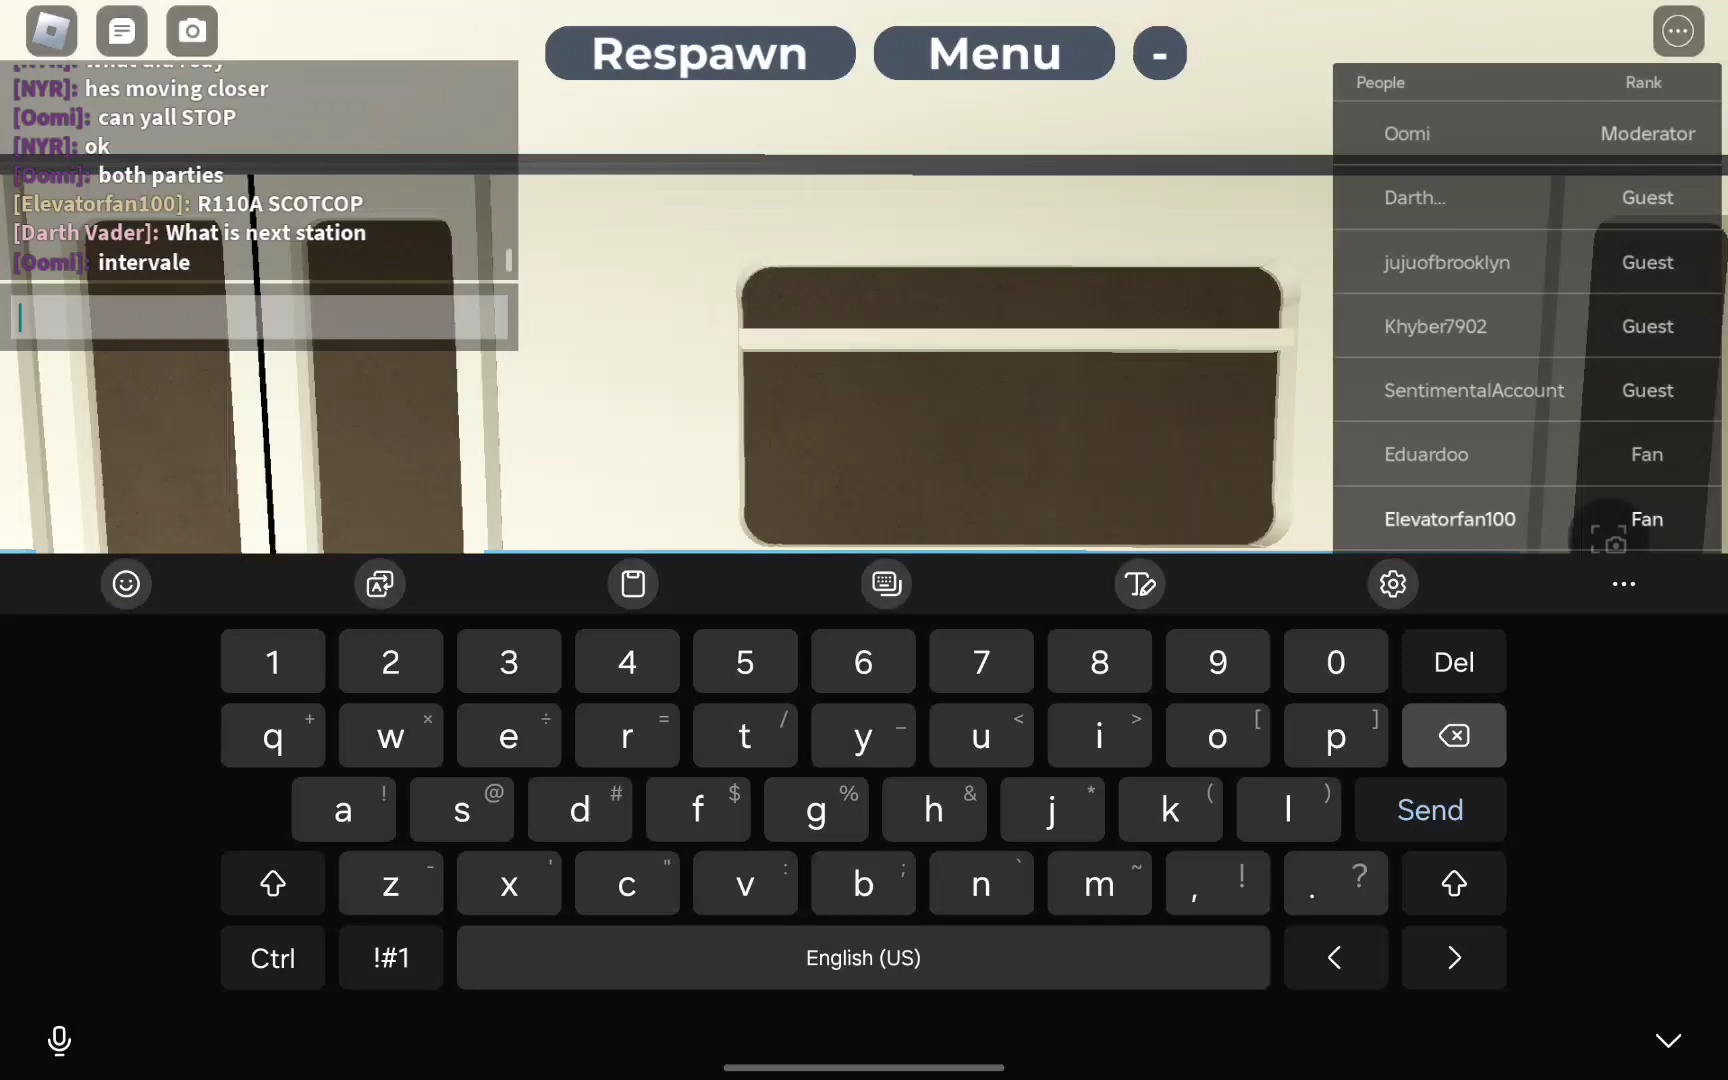 Respawn
Menu
-
[NYR]: hes moving closer
[Oomi]: can yall STOP
[NYR]: ok
[Oomi]: both parties
[Elevatorfan100]: R110A SCOTCOP
[Darth Vader]: What is next station
[Oomi]: intervale
People Rank
Oomi Moderator
Darth... Guest
jujuofbrooklyn Guest
Khyber7902 Guest
SentimentalAccount Guest
Eduardoo Fan
Elevatorfan100 Fan
1 2 3 4 5 6 7 8 9 0 Del
q + w × e ÷ r = t / y _ u < i > o [ p ]
a ! s @ d # f $ g % h & j * k ( l ) Send
z - x ' c " v : b ; n ` m ~ , ! . ?
Ctrl !#1 English (US) < >